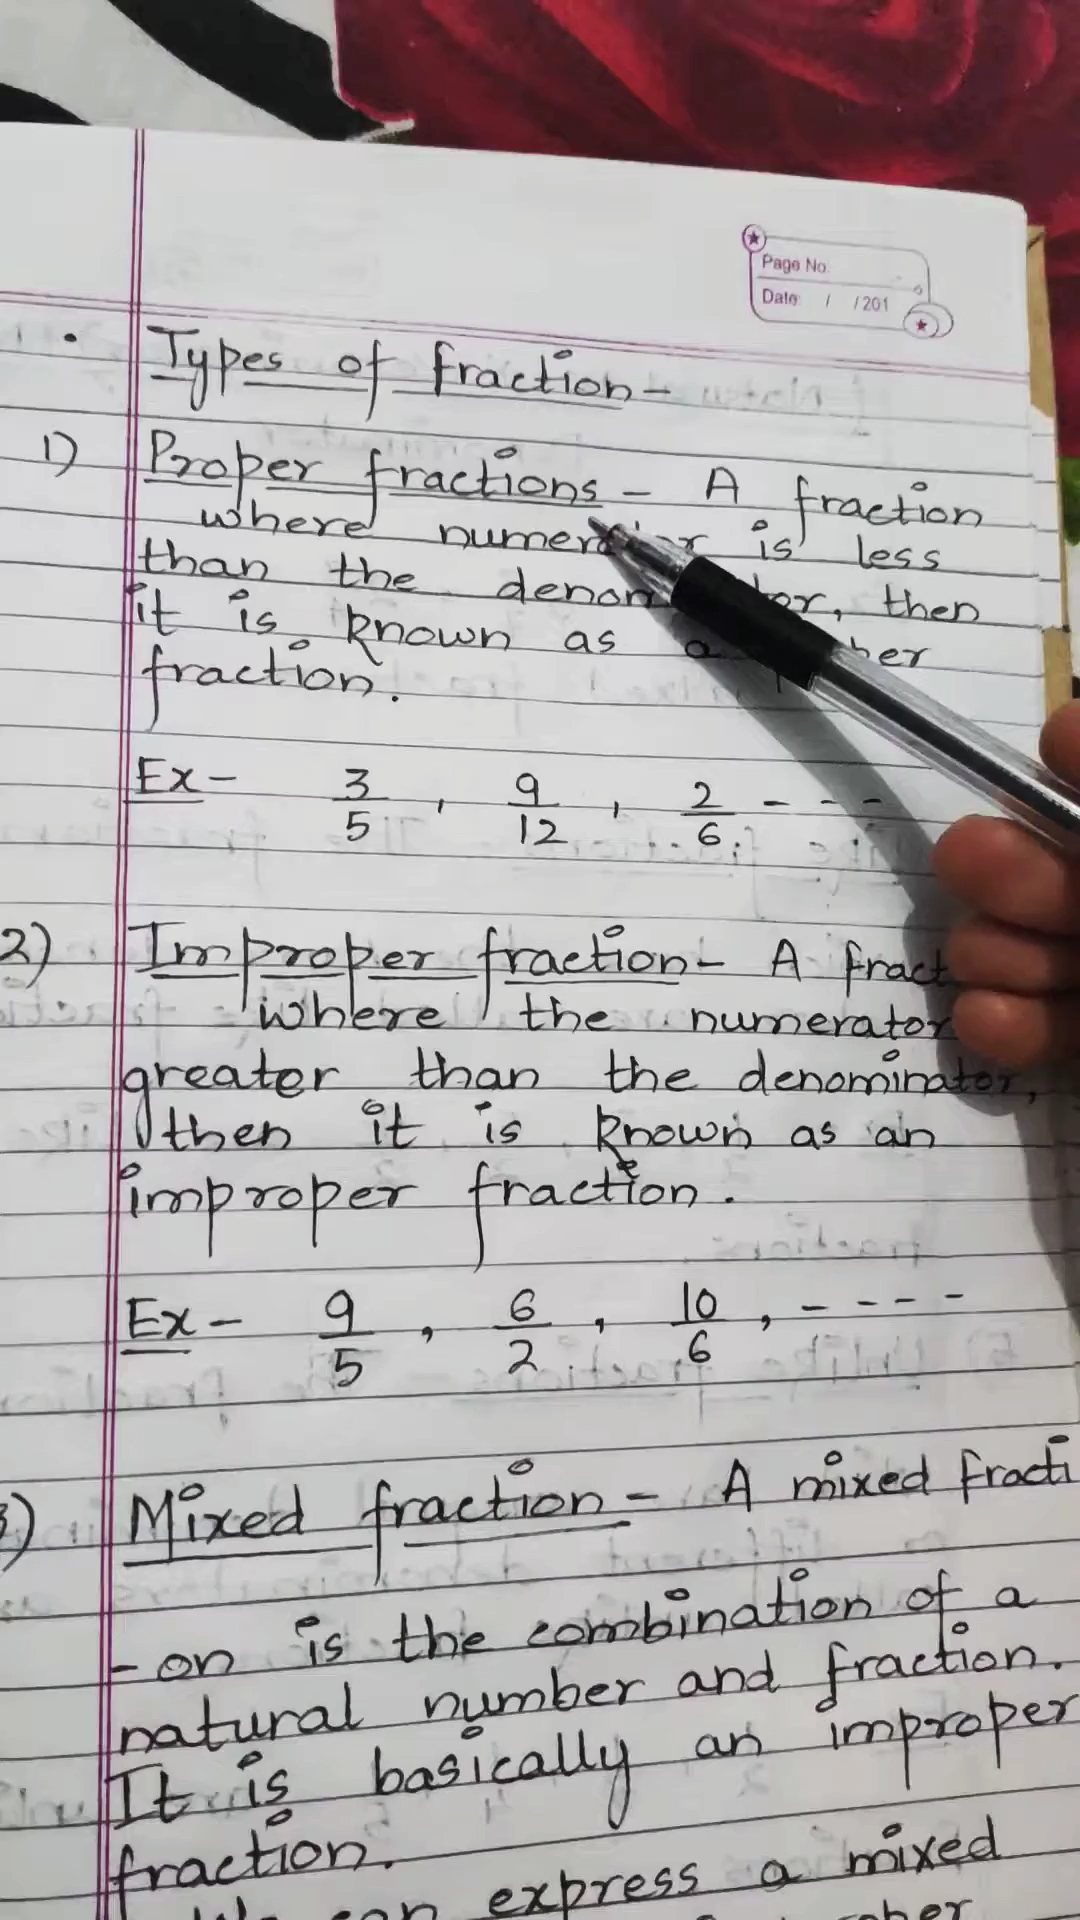 Page No:
Date: / /201
• Types of fraction-
1) Proper fractions - A fraction
where is less
than the then
it is known as a
fraction.
Ex- 3/5 , 9/12 , 2/6. - - -
2) Improper fraction- A fract
where the numerator
greater than the denominator,
then it is known as an
improper fraction.
Ex- 9/5 , 6/2 , 10/6 , - - - -
3) Mixed fraction- A mixed fracti
-on is the combination of a
natural number and fraction.
It is basically an improper
fraction.
express a mixed